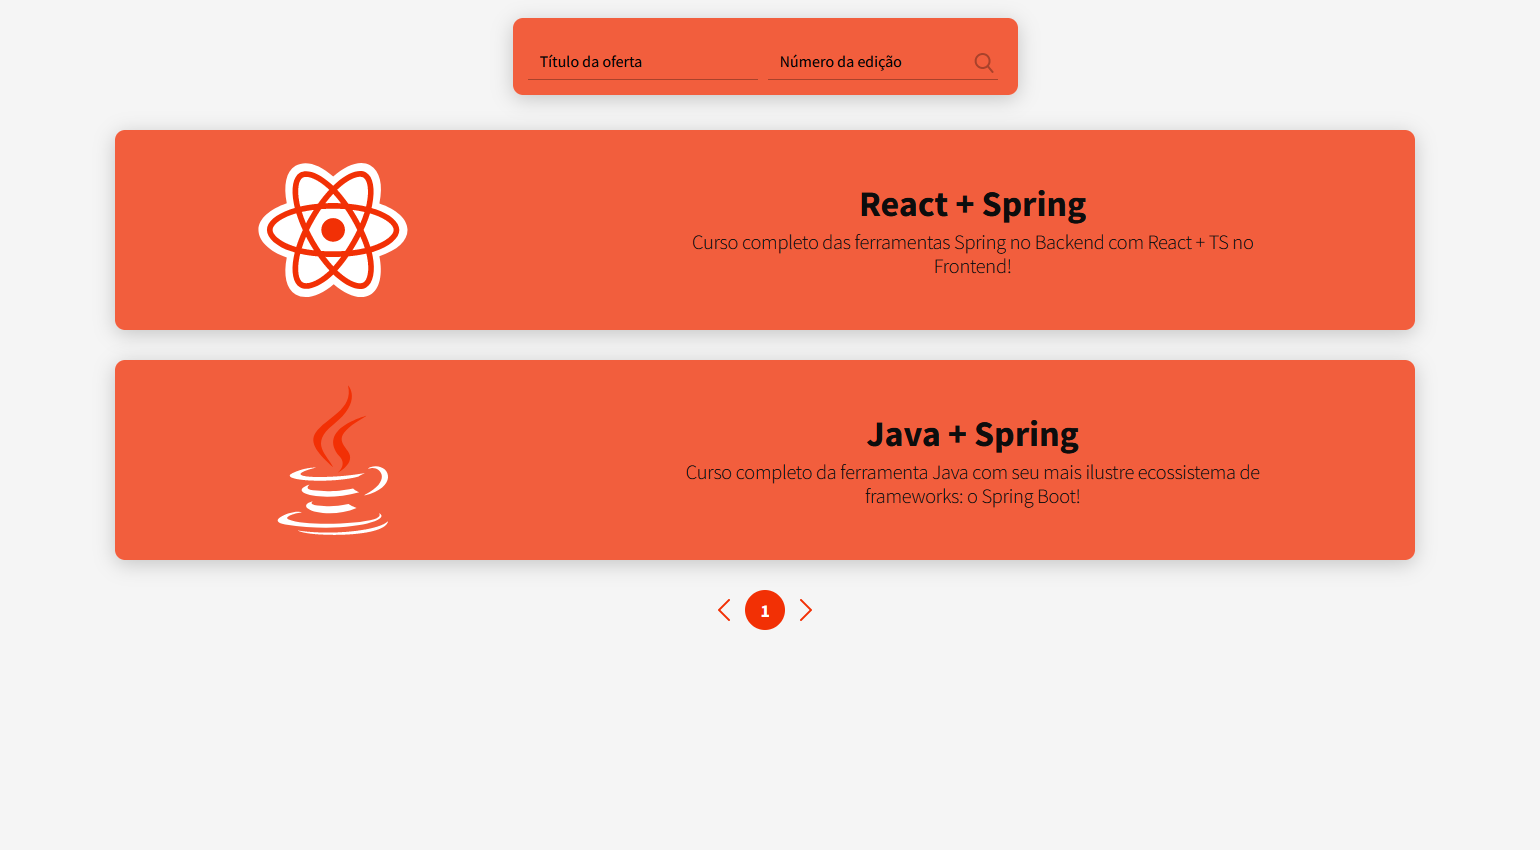 Título da oferta
Número da edição
React + Spring
Curso completo das ferramentas Spring no Backend com React + TS no
Frontend!
Java + Spring
Curso completo da ferramenta Java com seu mais ilustre ecossistema de
frameworks: o Spring Boot!
1